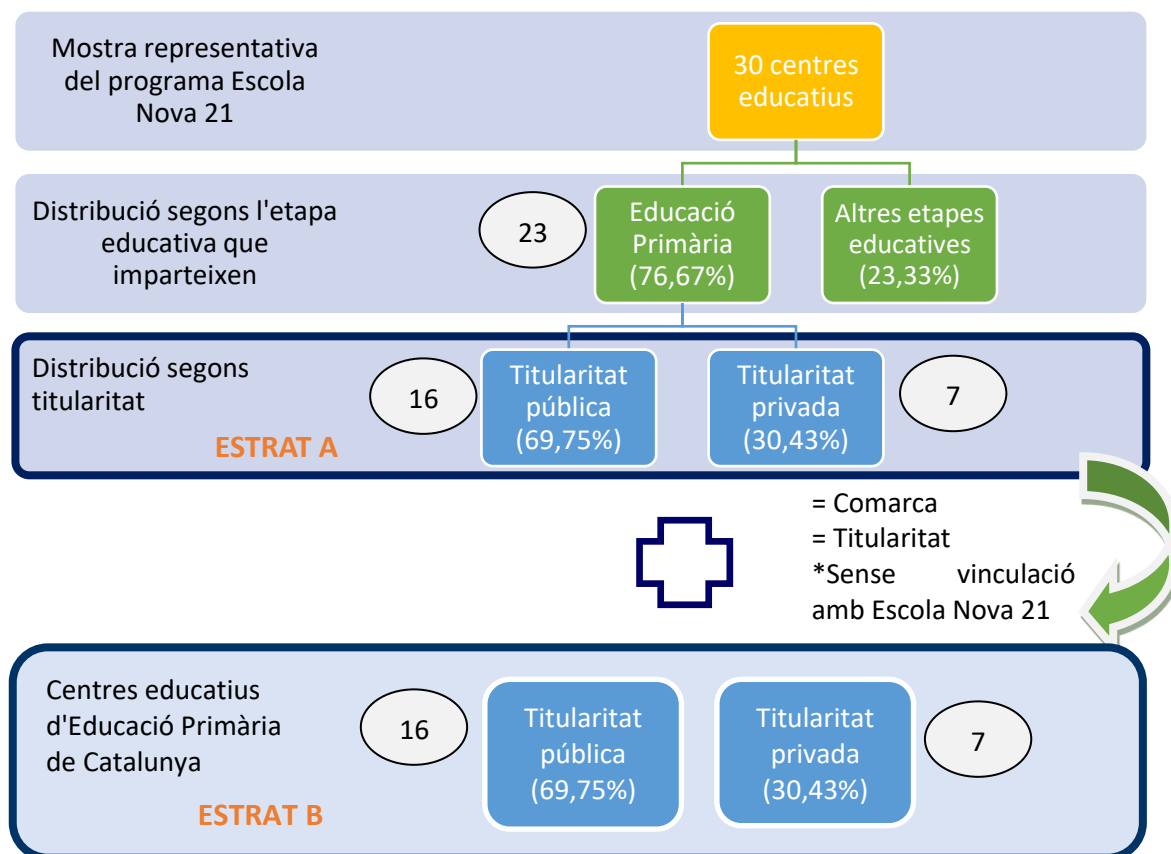 Mostra representativa
del programa Escola
Nova 21
30 centres
educatius
Distribució segons l'etapa
educativa que
imparteixen
23
Educació
Primària
(76,67%)
Altres etapes
educatives
(23,33%)
Distribució segons
titularitat
ESTRAT A
16
Titularitat
pública
(69,75%)
Titularitat
privada
(30,43%)
7
= Comarca
= Titularitat
*Sense vinculació
amb Escola Nova 21
Centres educatius
d'Educació Primària
de Catalunya
ESTRAT B
16
Titularitat
pública
(69,75%)
Titularitat
privada
(30,43%)
7